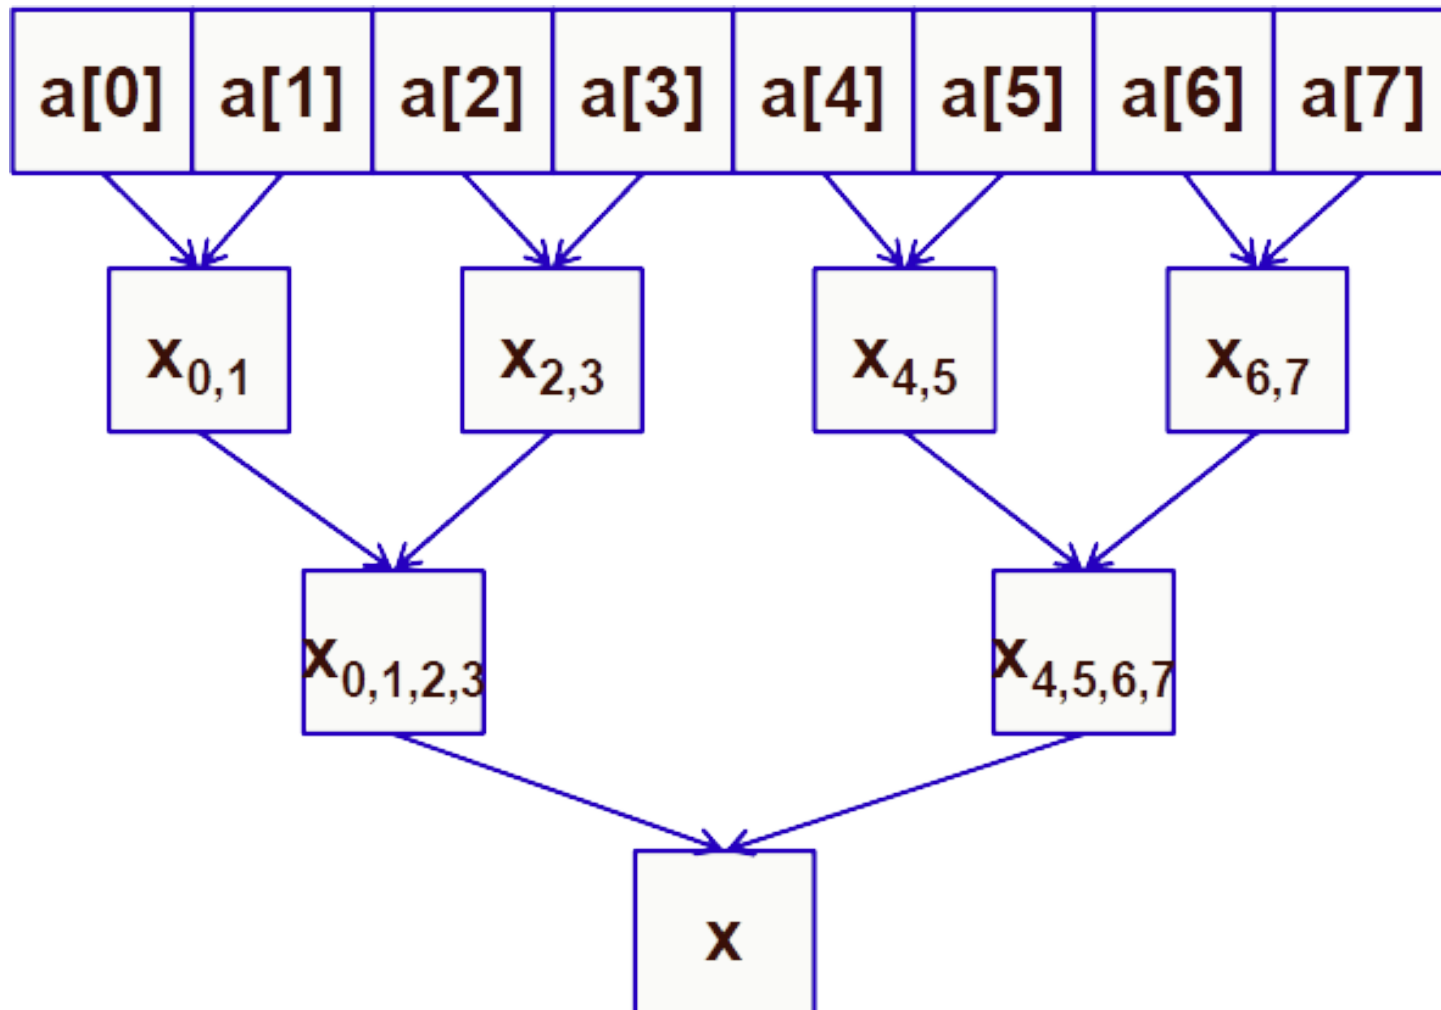 a[0] a[1] a[2] a[3] a[4] a[5] a[6] a[7]
x0,1 x2,3 x4,5 x6,7
x0,1,2,3 x4,5,6,7
x